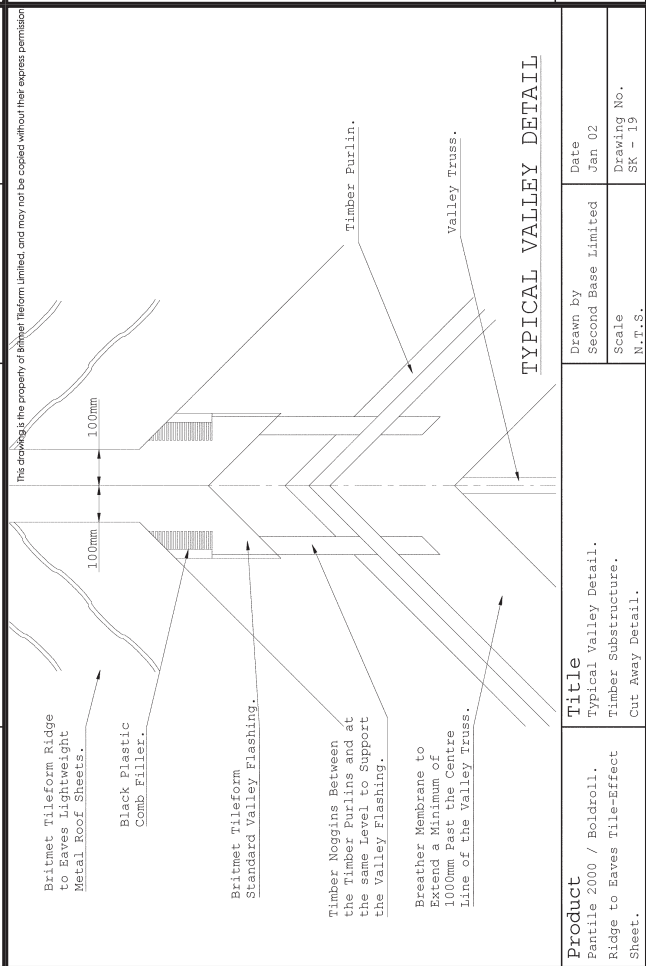 This drawing is the property of Britmet Tileform Limited, and may not be copied without their express permission
Britmet Tileform Ridge
to Eaves Lightweight
Metal Roof Sheets.
Black Plastic
Comb Filler.
Britmet Tileform
Standard Valley Flashing.
Timber Noggins Between
the Timber Purlins and at
the same Level to Support
the Valley Flashing.
Breather Membrane to
Extend a Minimum of
1000mm Past the Centre
Line of the Valley Truss.
100mm
100mm
Timber Purlin.
Valley Truss.
TYPICAL VALLEY DETAIL
Product
Pantile 2000 / Boldroll.
Ridge to Eaves Tile-Effect
Sheet.
Title
Typical Valley Detail.
Timber Substructure.
Cut Away Detail.
Drawn by
Second Base Limited
Scale
N.T.S.
Date
Jan 02
Drawing No.
SK - 19